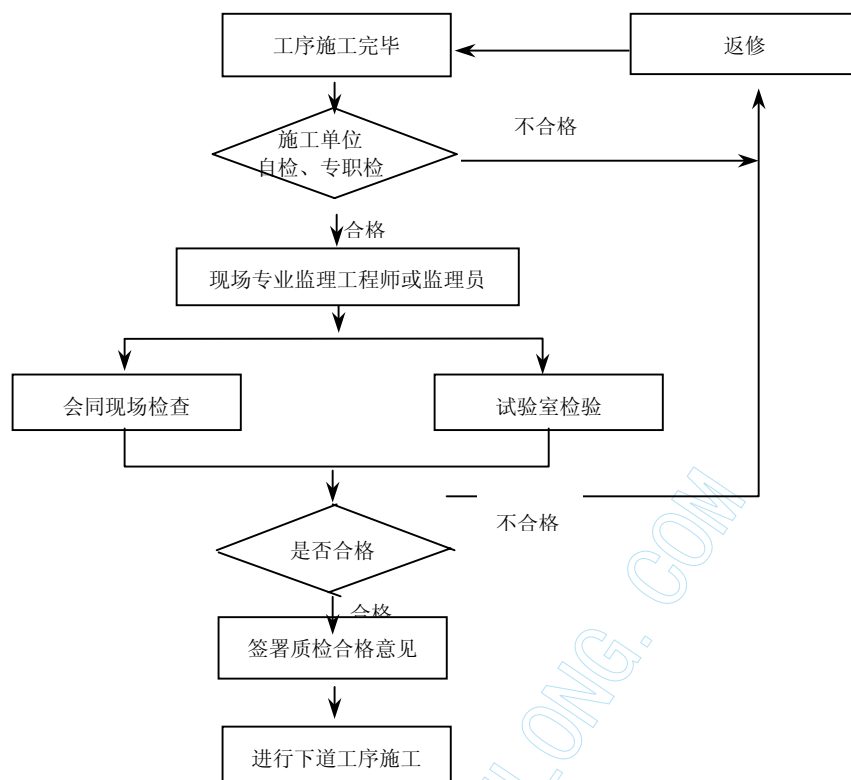 工序施工完毕
返修
不合格
施工单位
自检、专职检
合格
现场专业监理工程师或监理员
会同现场检查
试验室检验
不合格
是否合格
合格
签署质检合格意见
进行下道工序施工
LONG. COM